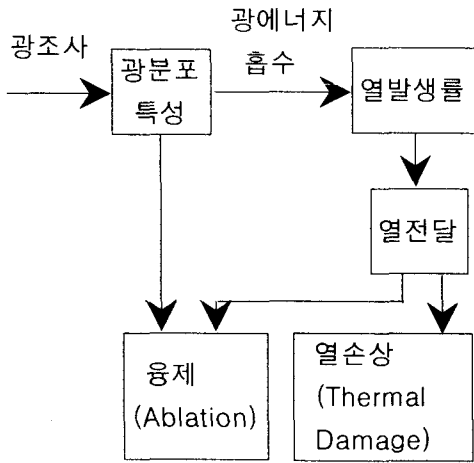 광조사
광분포
특성
광에너지
흡수
열발생률
열전달
융제
(Ablation)
열손상
(Thermal
Damage)